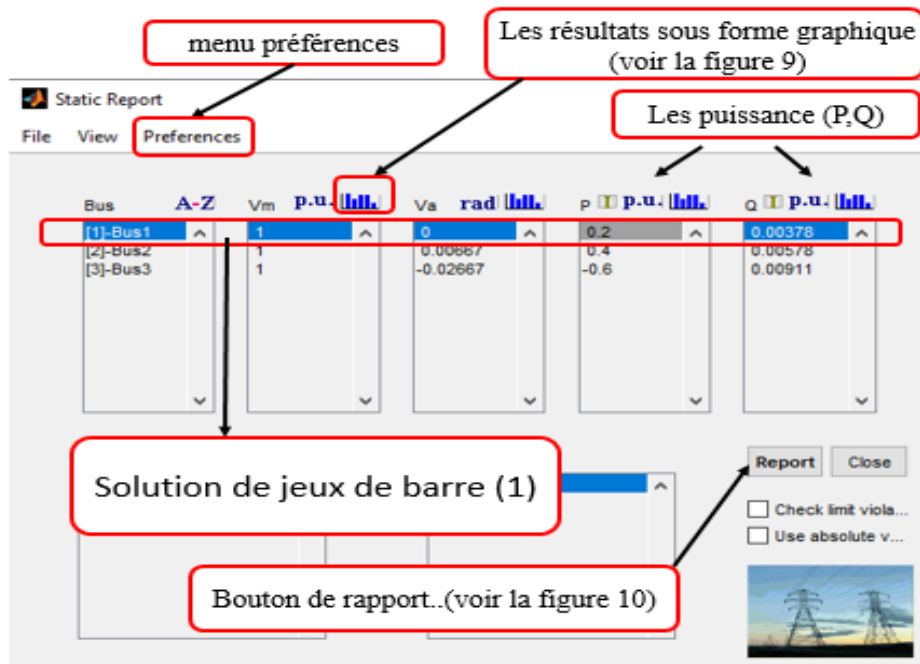 menu préférences
Les résultats sous forme graphique
(voir la figure 9)
Static Report
Les puissance (P,Q)
File View Preferences
Bus A-Z Vm p.u. Va rad P p.u. Q p.u.
[1]-Bus1 1 0 0.2 0.00378
[2]-Bus2 1 0.00667 0.4 0.00578
[3]-Bus3 1 -0.02667 -0.6 0.00911
Report Close
Solution de jeux de barre (1)
Check limit viola...
Use absolute v...
Bouton de rapport..(voir la figure 10)